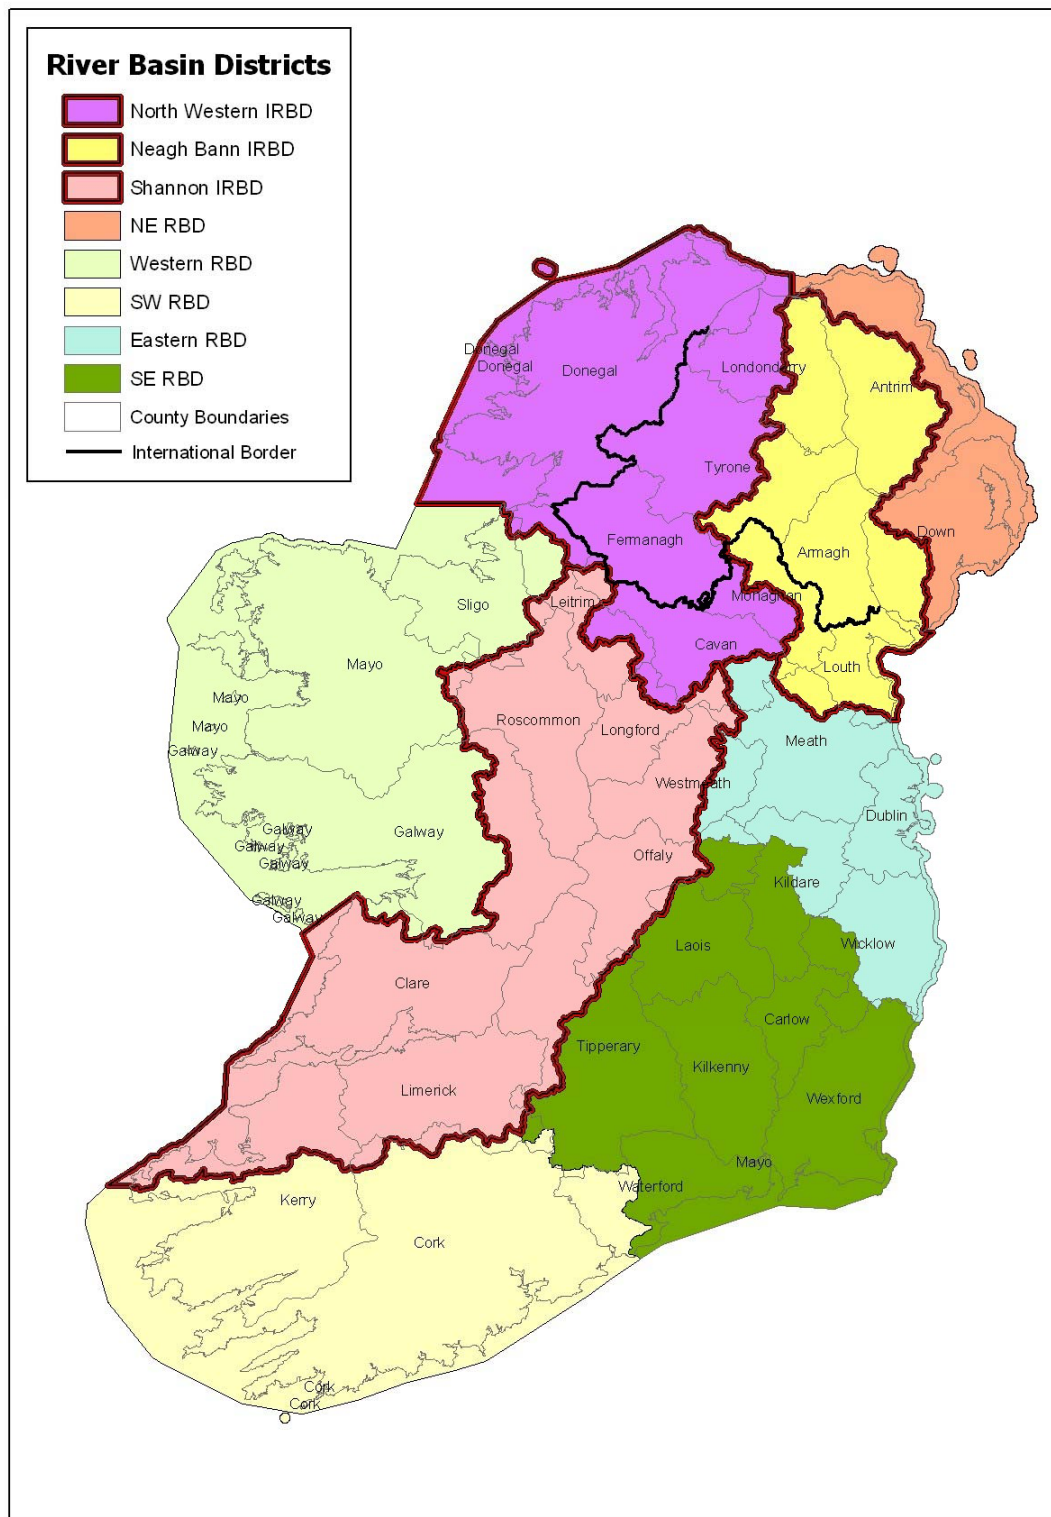 River Basin Districts
North Western IRBD
Neagh Bann IRBD
Shannon IRBD
NE RBD
Western RBD
SW RBD
Eastern RBD
SE RBD
County Boundaries
International Border
Donegal
Donegal
Donegal
Londonderry
Antrim
Tyrone
Down
Fermanagh
Armagh
Monaghan
Leitrim
Sligo
Cavan
Mayo
Louth
Mayo
Roscommon
Mayo
Longford
Meath
Galway
Westmeath
Dublin
Galway
Galway
Galway
Galway
Offaly
Kildare
Galway
Galway
Laois
Wicklow
Clare
Carlow
Tipperary
Kilkenny
Limerick
Wexford
Mayo
Waterford
Kerry
Cork
Cork
Cork